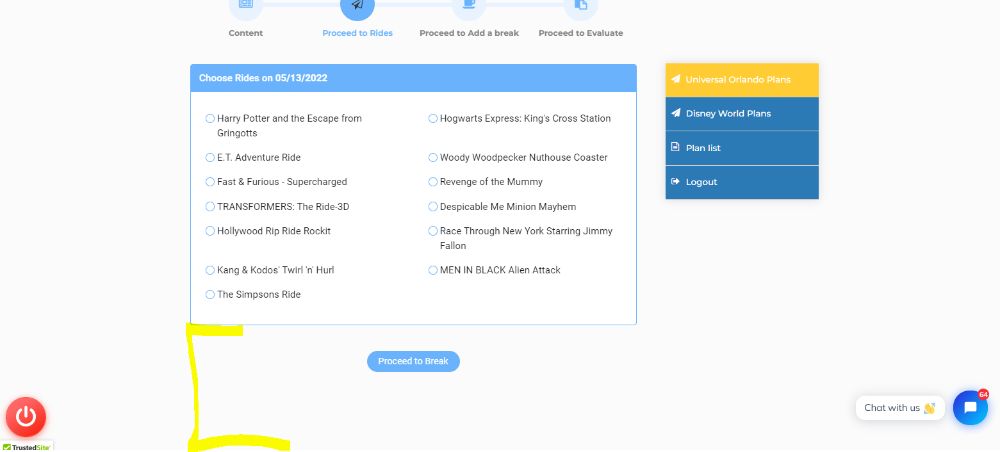 Content
Proceed to Rides
Proceed to Add a break
Proceed to Evaluate
Choose Rides on 05/13/2022
Harry Potter and the Escape from
Gringotts
Hogwarts Express: King's Cross Station
E.T. Adventure Ride
Woody Woodpecker Nuthouse Coaster
Fast & Furious - Supercharged
Revenge of the Mummy
TRANSFORMERS: The Ride-3D
Despicable Me Minion Mayhem
Hollywood Rip Ride Rockit
Race Through New York Starring Jimmy
Fallon
Kang & Kodos' Twirl 'n' Hurl
MEN IN BLACK Alien Attack
The Simpsons Ride
Proceed to Break
Universal Orlando Plans
Disney World Plans
Plan list
Logout
Chat with us 👋
64
TrustedSite